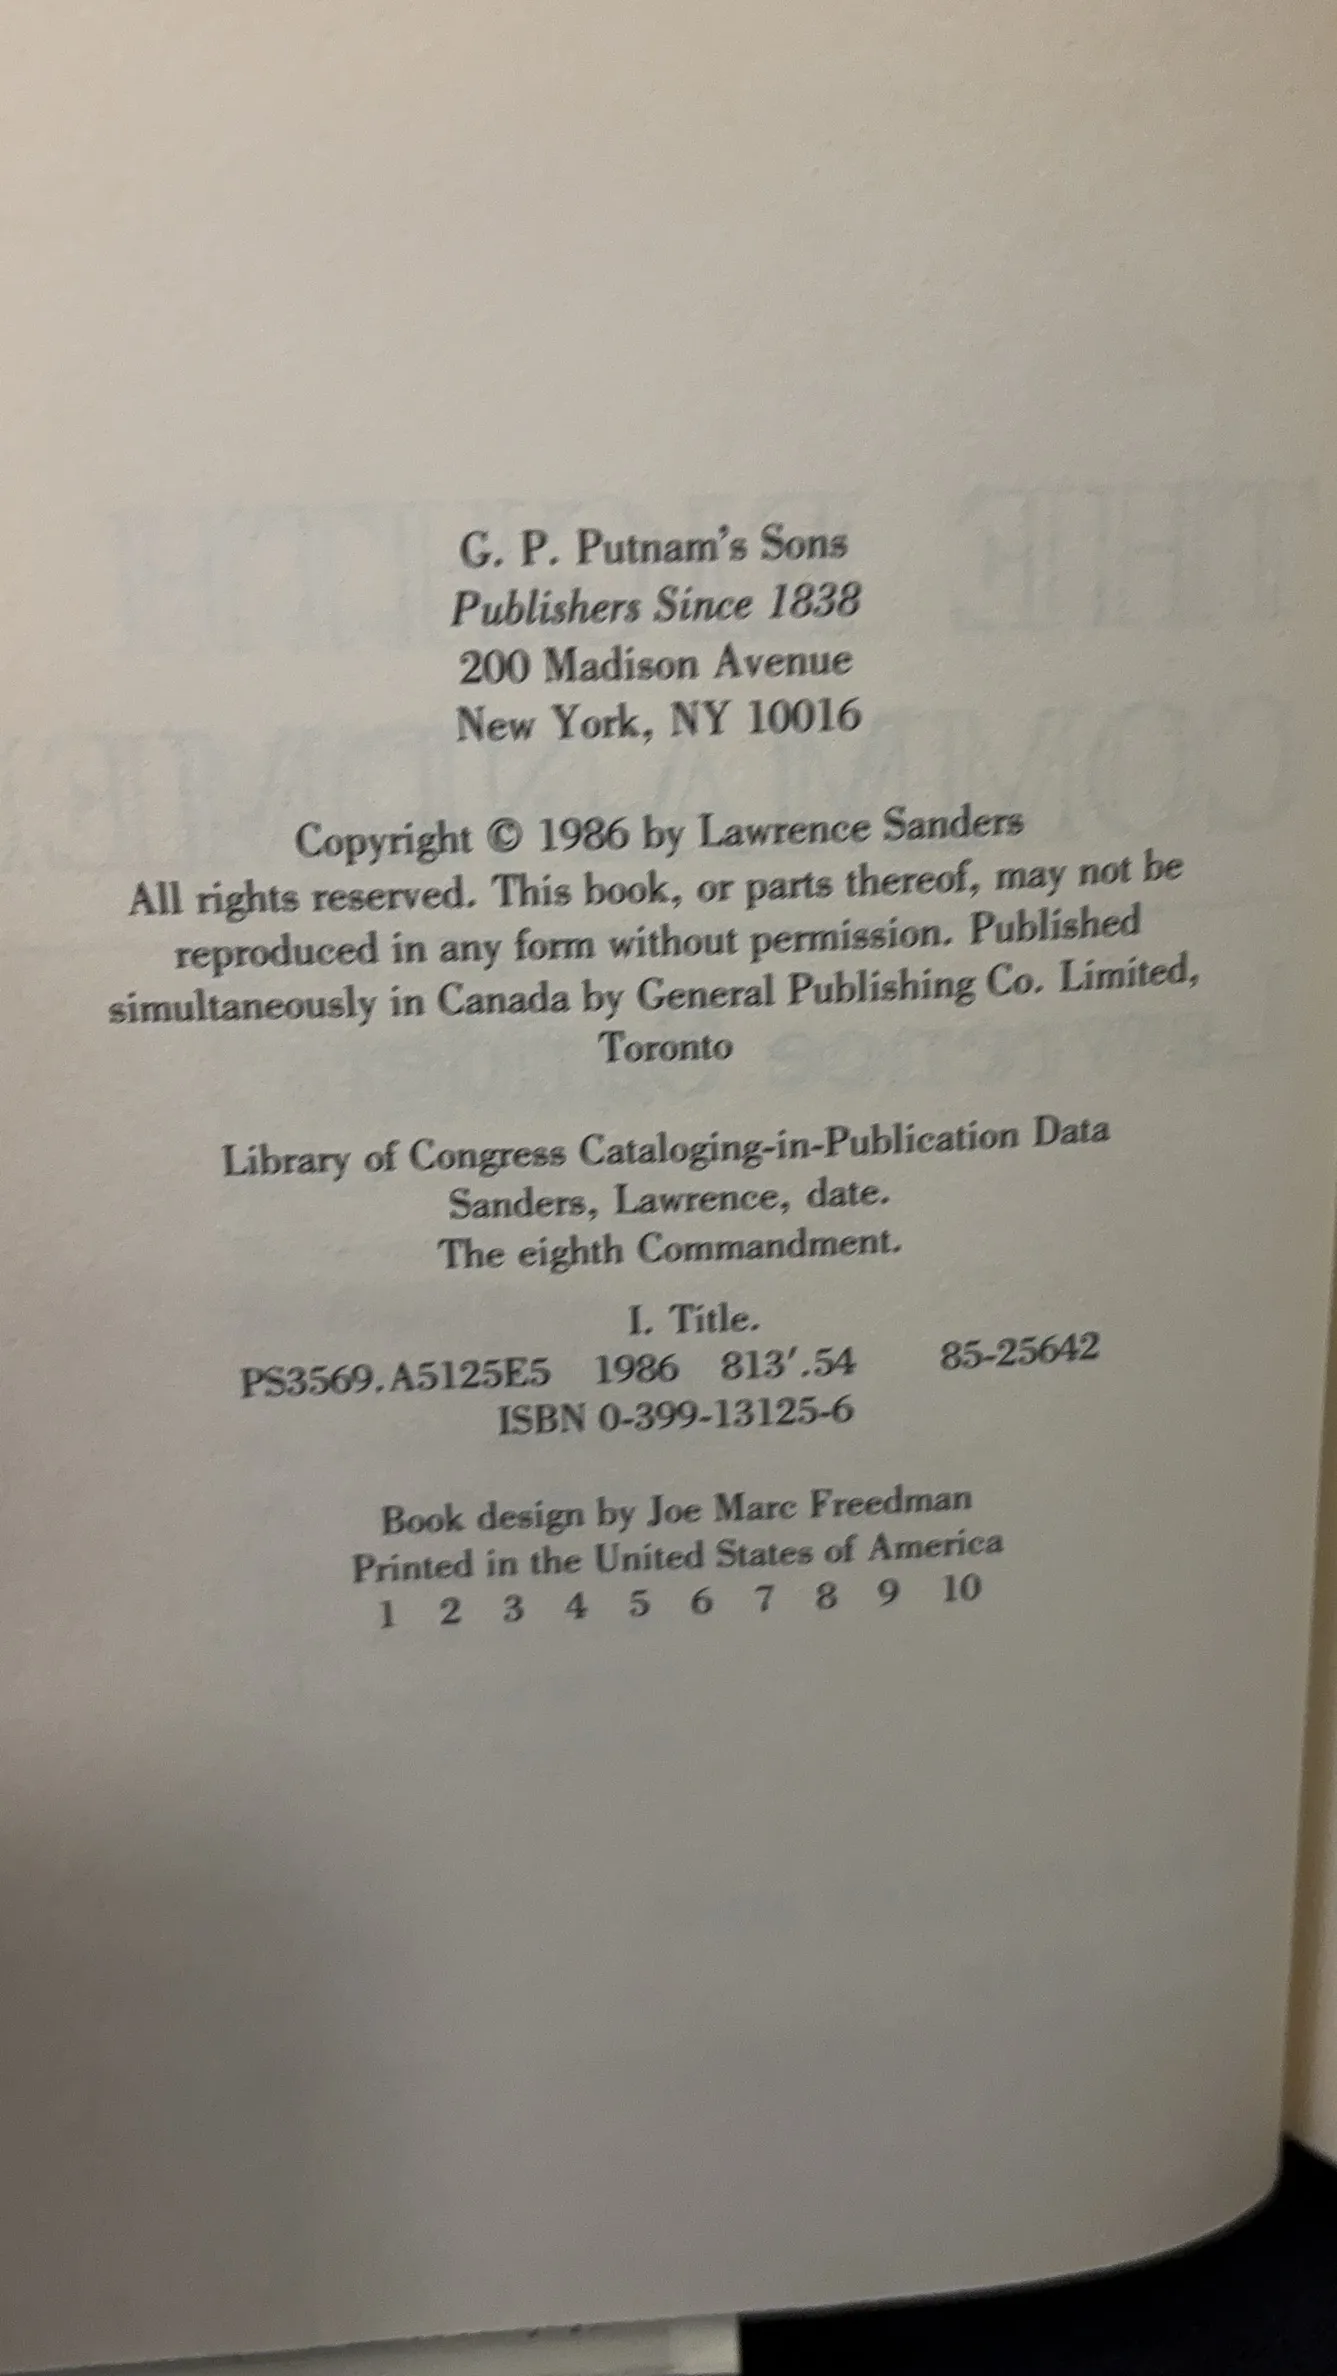 G. P. Putnam's Sons
Publishers Since 1838
200 Madison Avenue
New York, NY 10016
Copyright © 1986 by Lawrence Sanders
All rights reserved. This book, or parts thereof, may not be
reproduced in any form without permission. Published
simultaneously in Canada by General Publishing Co. Limited,
Toronto
Library of Congress Cataloging-in-Publication Data
Sanders, Lawrence, date.
The eighth Commandment.
I. Title.
PS3569.A5125E5 1986 813'.54 85-25642
ISBN 0-399-13125-6
Book design by Joe Marc Freedman
Printed in the United States of America
1 2 3 4 5 6 7 8 9 10